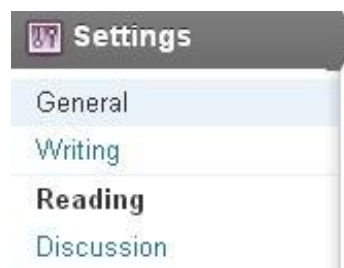 Settings
General
Writing
Reading
Discussion